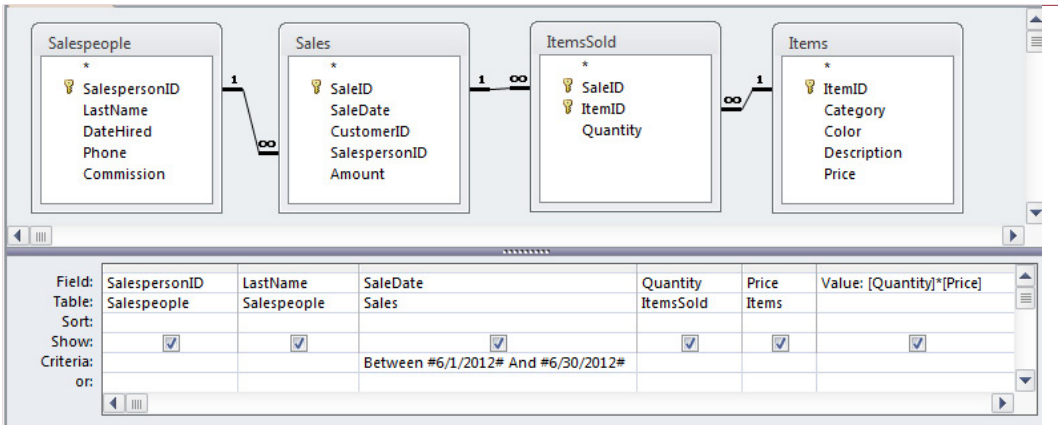 Salespeople Sales ItemsSold Items
* * * *
SalespersonID SaleID SaleID ItemID
LastName SaleDate ItemID Category
DateHired CustomerID Quantity Color
Phone SalespersonID Description
Commission Amount Price
1 ∞ 1 ∞ ∞ 1
Field: SalespersonID LastName SaleDate Quantity Price Value: [Quantity]*[Price]
Table: Salespeople Salespeople Sales ItemsSold Items
Sort:
Show:
Criteria: Between #6/1/2012# And #6/30/2012#
or: